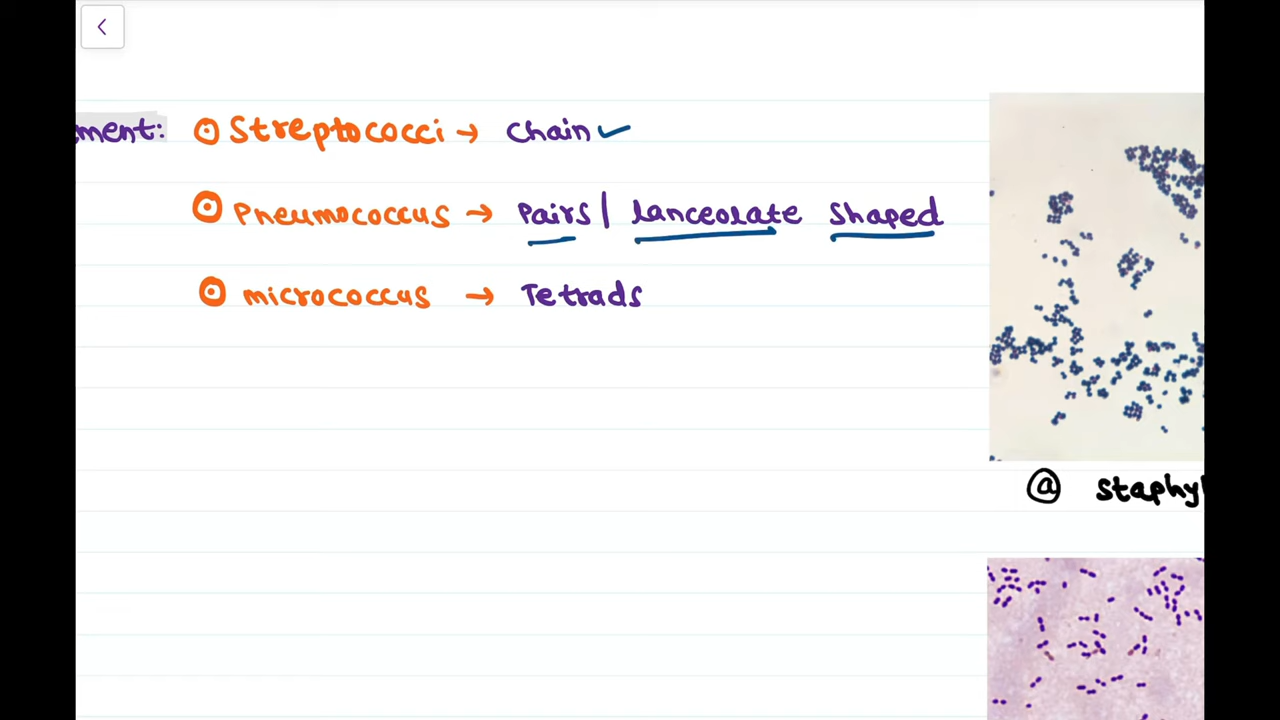 ment: ⊙ Streptococci → Chain ✓
⊙ Pneumococcus → Pairs | lanceolate Shaped
⊙ micrococcus → Tetrads
ⓐ staphy